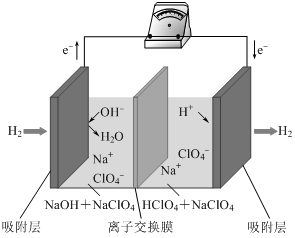 e⁻ e⁻
OH⁻ H⁺
H₂ H₂O H₂
Na⁺ ClO₄⁻
ClO₄⁻ Na⁺
NaOH＋NaClO₄ HClO₄＋NaClO₄
吸附层 离子交换膜 吸附层